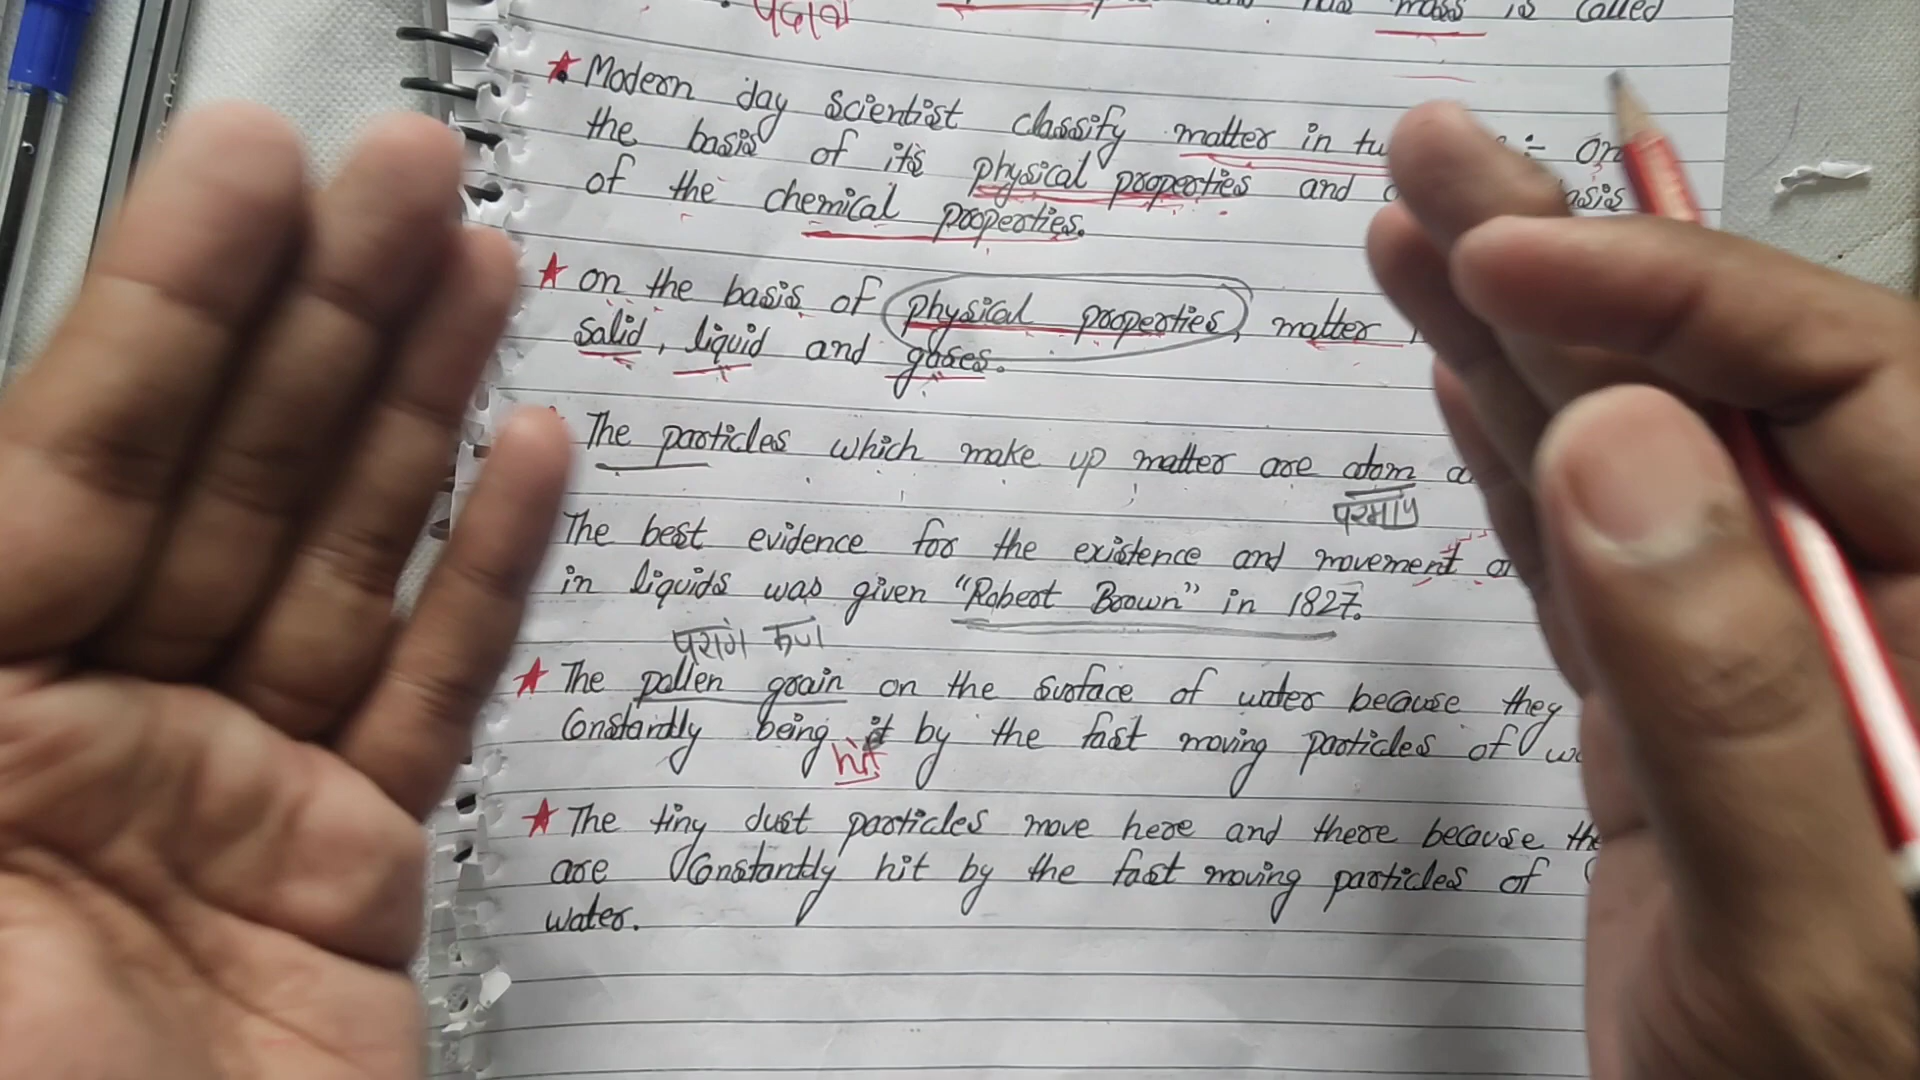 पदार्थ mass is called
Modern day scientist classify matter in On
the basis of its physical properties and basis
of the chemical properties.
on the basis of physical properties, matter
salid, liquid and gases.
The particles which make up matter are atom
परमाणु
The best evidence for the existence and movement
in liquids was given "Robert Brown" in 1827.
पराग कण
The pollen grain on the surface of water because they
Constantly being it by the fast moving particles of
hit
The tiny dust particles move here and there because
are Constantly hit by the fast moving particles of
water.